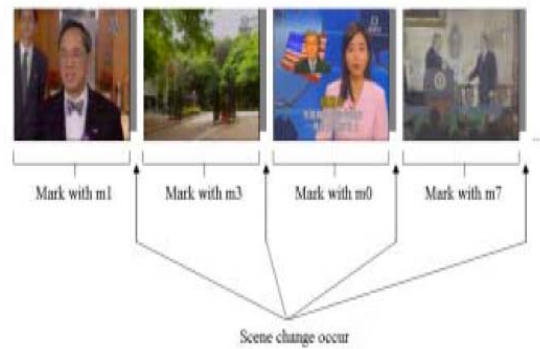 Mark with m1
Mark with m3
Mark with m0
Mark with m7
...
Scene change occur